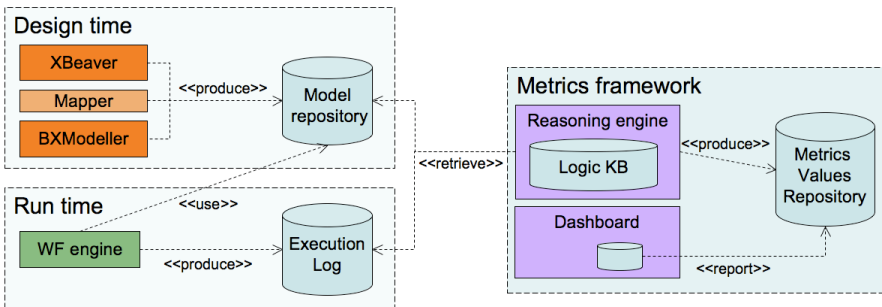 Design time
XBeaver
Mapper
BXModeller
<<produce>>
Model
repository
<<use>>
Run time
WF engine
<<produce>>
Execution
Log
<<retrieve>>
Metrics framework
Reasoning engine
Logic KB
<<produce>>
Metrics
Values
Repository
Dashboard
<<report>>